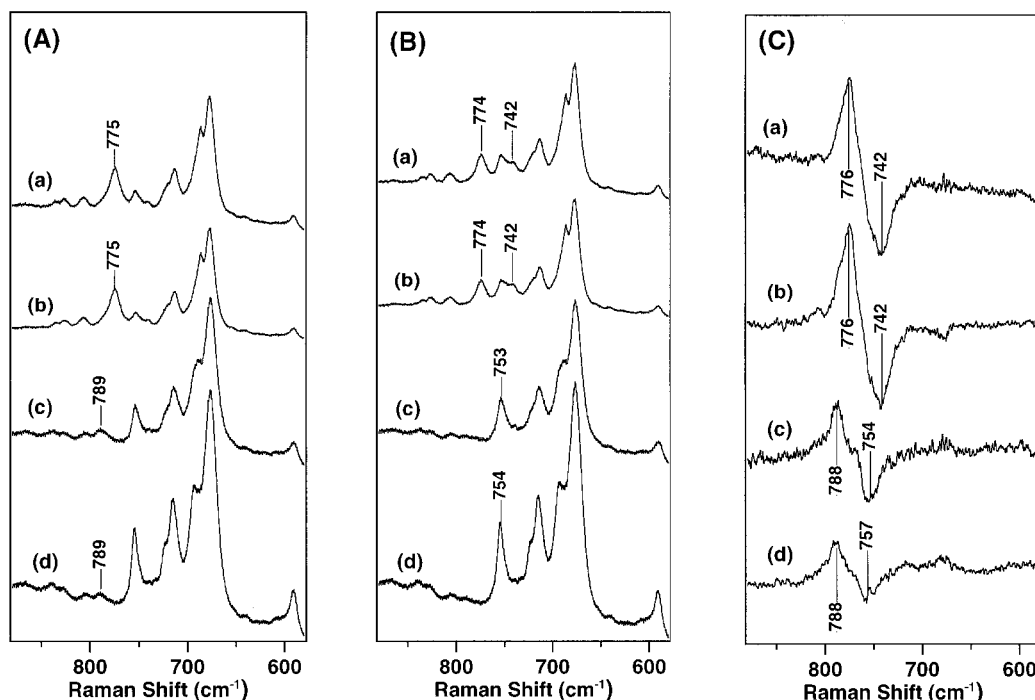 (A)
775
(a)
775
(b)
789
(c)
789
(d)
800 700 600
Raman Shift (cm⁻¹)
(B)
774 742
(a)
774 742
(b)
753
(c)
754
(d)
800 700 600
Raman Shift (cm⁻¹)
(C)
(a)
776 742
(b)
776 742
(c)
788 754
(d)
788 757
800 700 600
Raman Shift (cm⁻¹)